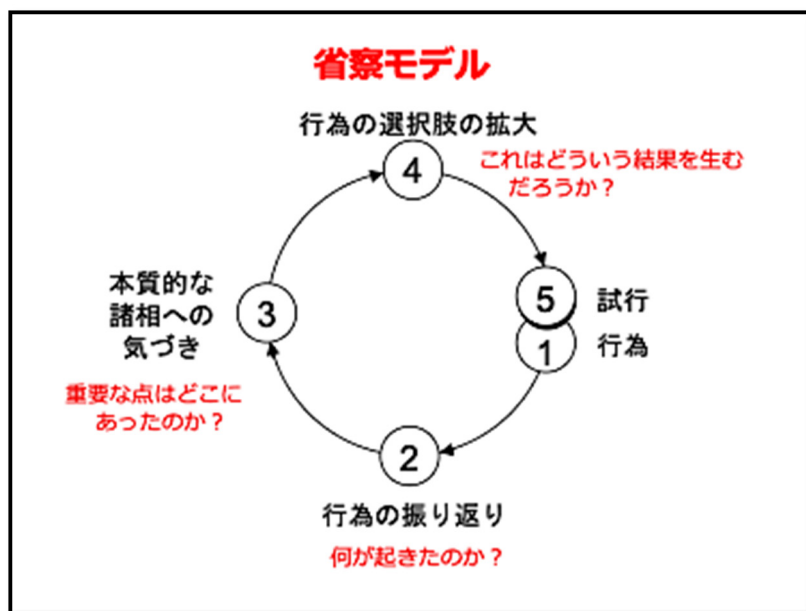 省察モデル
行為の選択肢の拡大
4
これはどういう結果を生む
だろうか?
5
試行
1
行為
2
行為の振り返り
何が起きたのか?
3
本質的な
諸相への
気づき
重要な点はどこに
あったのか?